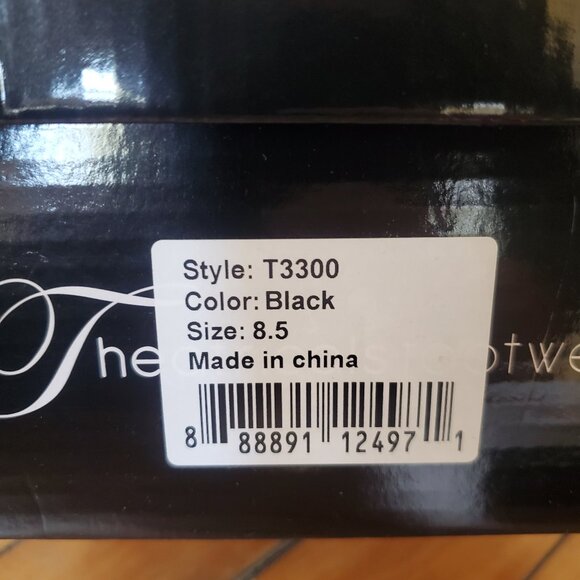 Style: T3300
Color: Black
Size: 8.5
Made in china
8 88891 12497 1